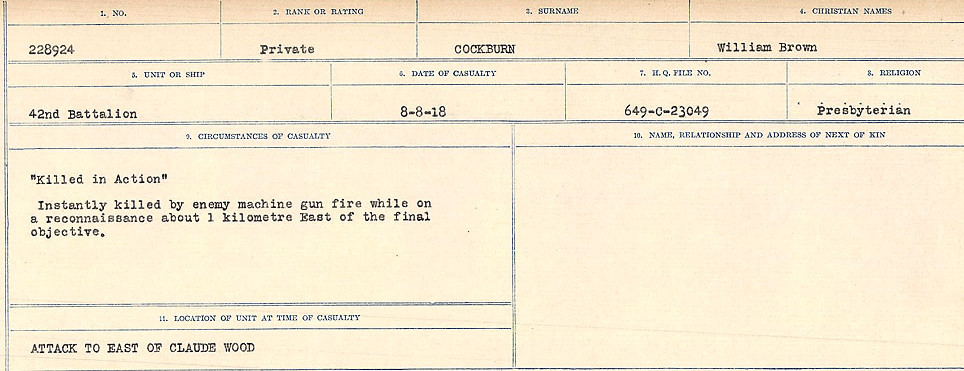 1. NO.
2. RANK OR RATING
3. SURNAME
4. CHRISTIAN NAMES
228924
Private
COCKBURN
William Brown
5. UNIT OR SHIP
6. DATE OF CASUALTY
7. H.Q. FILE NO.
8. RELIGION
42nd Battalion
8-8-18
649-C-23049
Presbyterian
9. CIRCUMSTANCES OF CASUALTY
10. NAME, RELATIONSHIP AND ADDRESS OF NEXT OF KIN
"Killed in Action"
Instantly killed by enemy machine gun fire while on
a reconnaissance about 1 kilometre East of the final
objective.
11. LOCATION OF UNIT AT TIME OF CASUALTY
ATTACK TO EAST OF CLAUDE WOOD